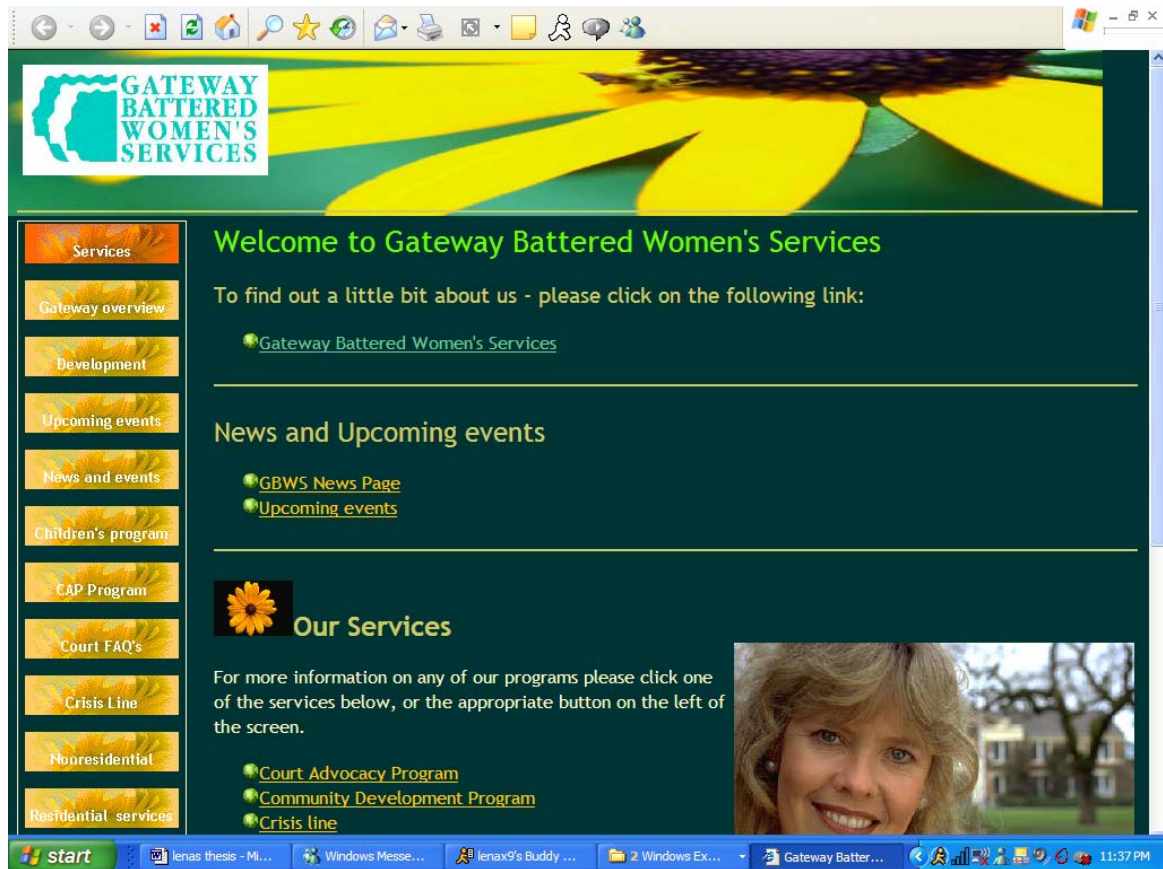 GATEWAY
BATTERED
WOMEN'S
SERVICES
Services
Gateway overview
Development
Upcoming events
News and events
Children's program
CAP Program
Court FAQ's
Crisis Line
Nonresidential
Residential services
Welcome to Gateway Battered Women's Services
To find out a little bit about us - please click on the following link:
Gateway Battered Women's Services
News and Upcoming events
GBWS News Page
Upcoming events
Our Services
For more information on any of our programs please click one
of the services below, or the appropriate button on the left of
the screen.
Court Advocacy Program
Community Development Program
Crisis line
start
lenas thesis - Mi...
Windows Messe...
lenax9's Buddy ...
2 Windows Ex...
Gateway Batter...
11:37 PM